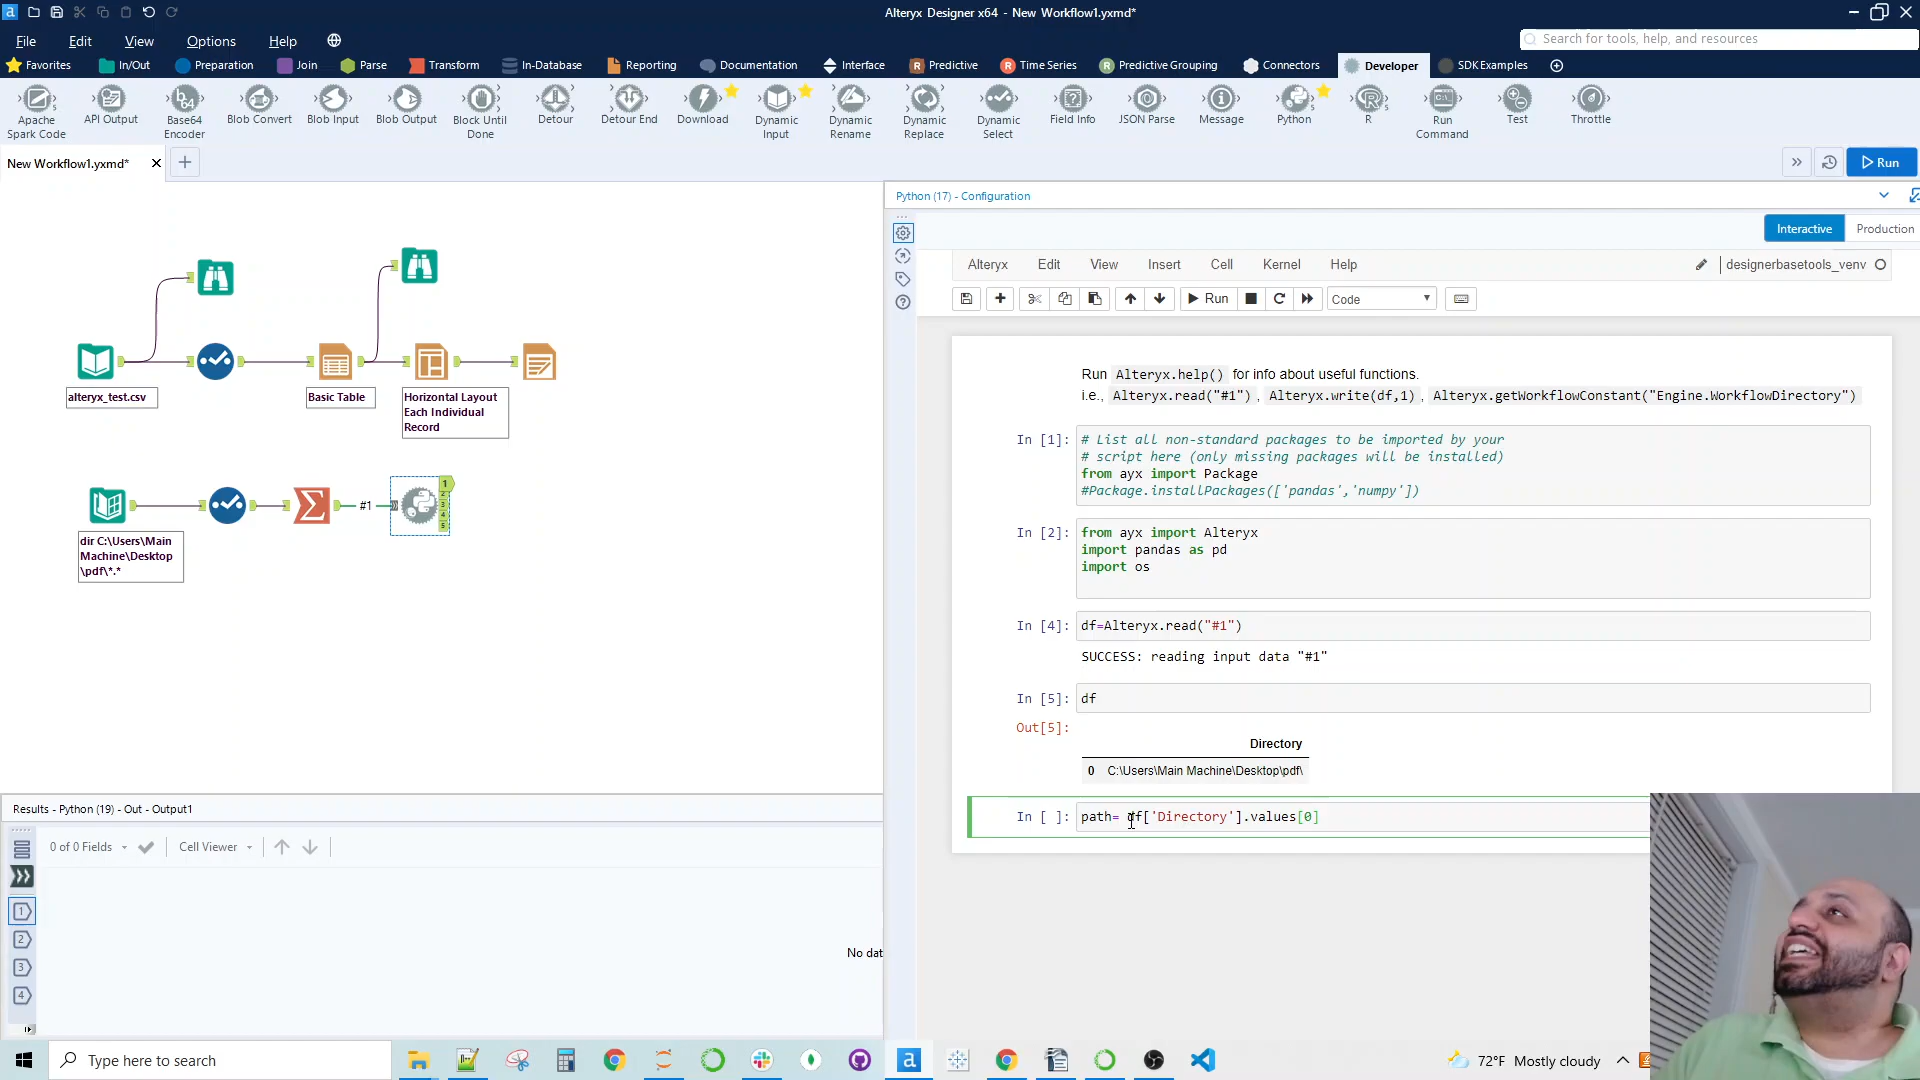 Alteryx Designer x64 - New Workflow1.yxmd*
File Edit View Options Help
Search for tools, help, and resources
Favorites In/Out Preparation Join Parse Transform In-Database Reporting Documentation Interface Predictive Time Series Predictive Grouping Connectors Developer SDK Examples
Apache Spark Code
API Output
Base64 Encoder
Blob Convert
Blob Input
Blob Output
Block Until Done
Detour
Detour End
Download
Dynamic Input
Dynamic Rename
Dynamic Replace
Dynamic Select
Field Info
JSON Parse
Message
Python
R
Run Command
Test
Throttle
New Workflow1.yxmd*
Run
Python (17) - Configuration
Interactive Production
Alteryx Edit View Insert Cell Kernel Help
designerbasetools_venv
Run
Code
alteryx_test.csv
Basic Table
Horizontal Layout
Each Individual
Record
#1
dir C:\Users\Main
Machine\Desktop
\pdf\*.*
Run Alteryx.help() for info about useful functions.
i.e., Alteryx.read("#1") , Alteryx.write(df,1) , Alteryx.getWorkflowConstant("Engine.WorkflowDirectory")
In [1]: # List all non-standard packages to be imported by your
# script here (only missing packages will be installed)
from ayx import Package
#Package.installPackages(['pandas','numpy'])
In [2]: from ayx import Alteryx
import pandas as pd
import os
In [4]: df=Alteryx.read("#1")
SUCCESS: reading input data "#1"
In [5]: df
Out[5]:
Directory
0 C:\Users\Main Machine\Desktop\pdf\
In [ ]: path= df['Directory'].values[0]
Results - Python (19) - Out - Output1
0 of 0 Fields Cell Viewer
1
2
3
4
No dat
Type here to search
72°F Mostly cloudy